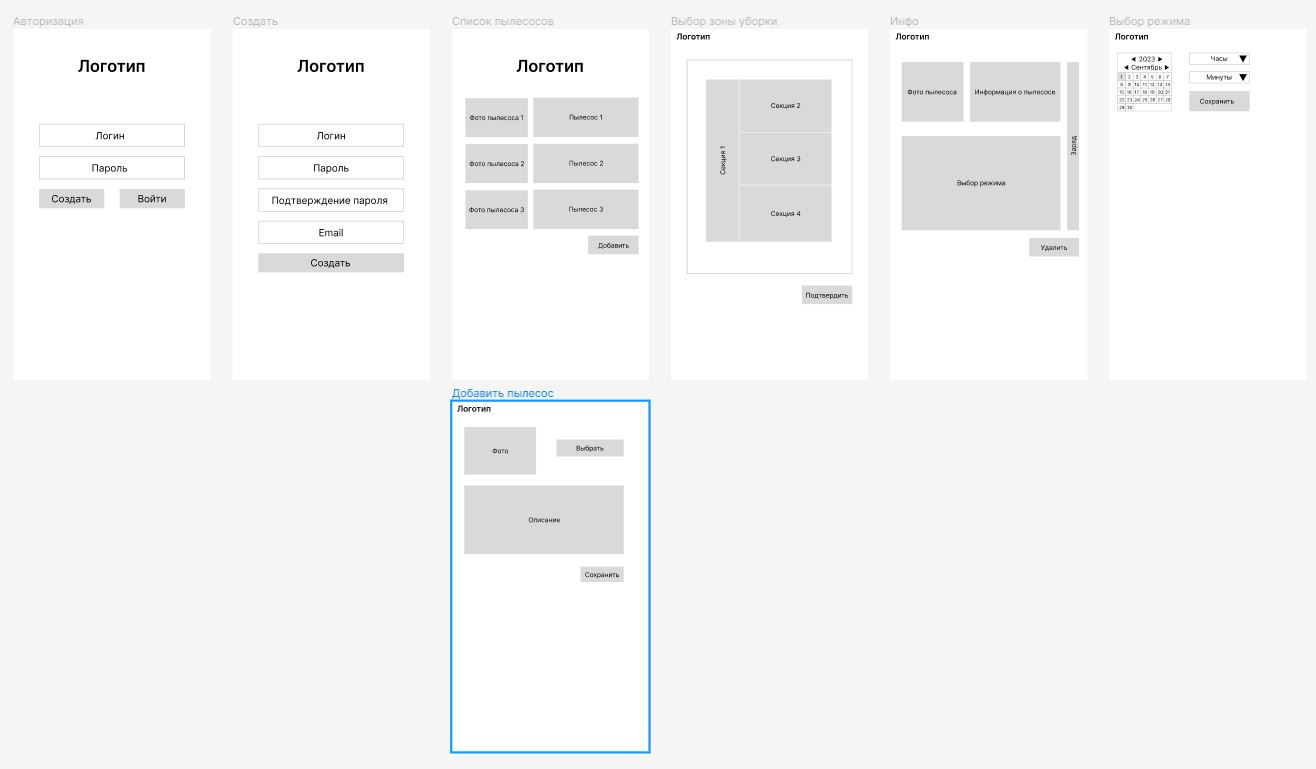 Авторизация
Логотип
Логин
Пароль
Создать
Войти
Создать
Логотип
Логин
Пароль
Подтверждение пароля
Email
Создать
Список пылесосов
Логотип
Фото пылесоса 1
Пылесос 1
Фото пылесоса 2
Пылесос 2
Фото пылесоса 3
Пылесос 3
Добавить
Выбор зоны уборки
Логотип
Секция 1
Секция 2
Секция 3
Секция 4
Подтвердить
Инфо
Логотип
Фото пылесоса
Информация о пылесосе
Заряд
Выбор режима
Удалить
Выбор режима
Логотип
2023
Сентябрь
1 2 3 4 5 6 7
8 9 10 11 12 13 14
15 16 17 18 19 20 21
22 23 24 25 26 27 28
29 30
Часы
Минуты
Сохранить
Добавить пылесос
Логотип
Фото
Выбрать
Описание
Сохранить